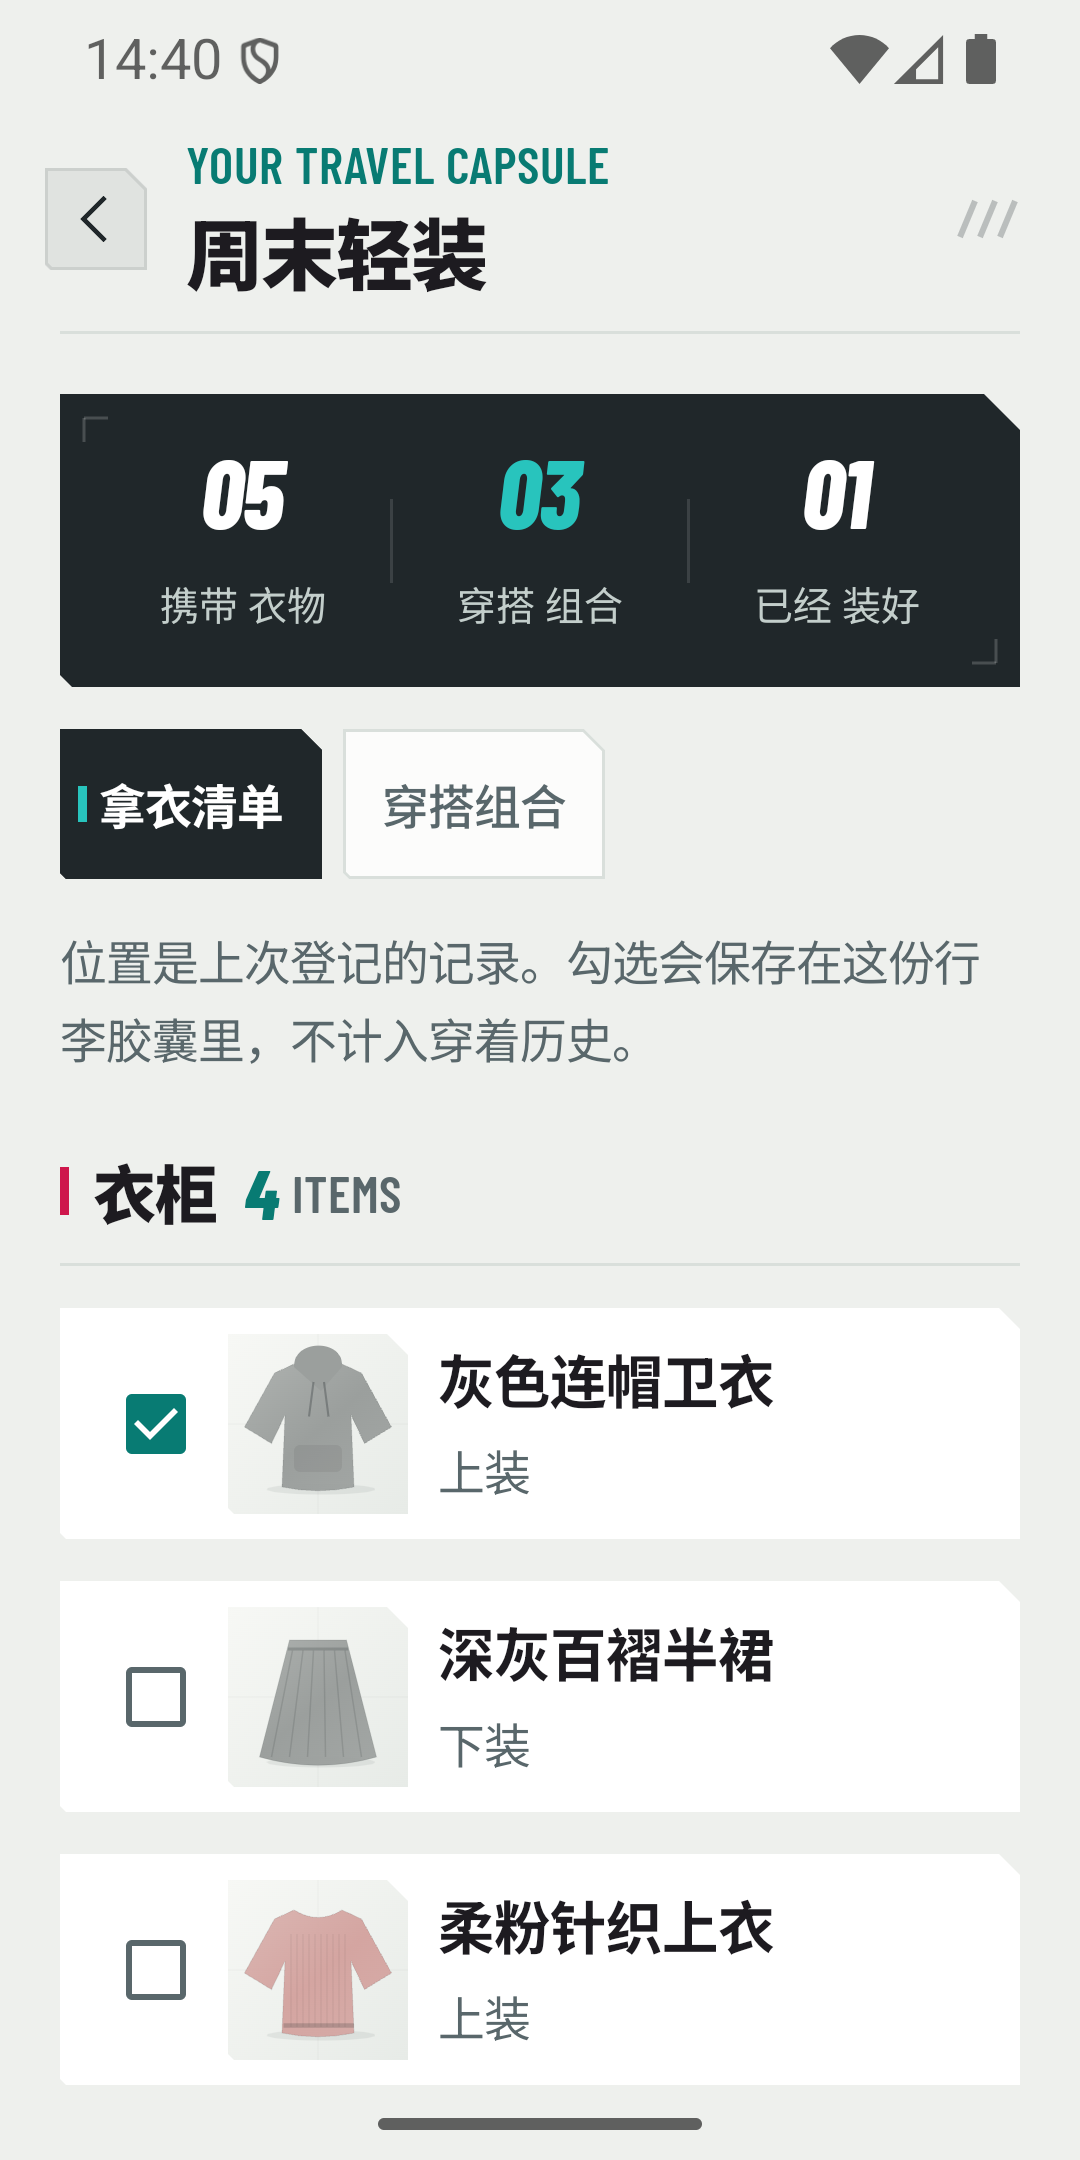 14:40
YOUR TRAVEL CAPSULE
周末轻装
05
03
01
携带 衣物
穿搭 组合
已经 装好
拿衣清单
穿搭组合
位置是上次登记的记录。勾选会保存在这份行
李胶囊里，不计入穿着历史。
衣柜 4 ITEMS
灰色连帽卫衣
上装
深灰百褶半裙
下装
柔粉针织上衣
上装